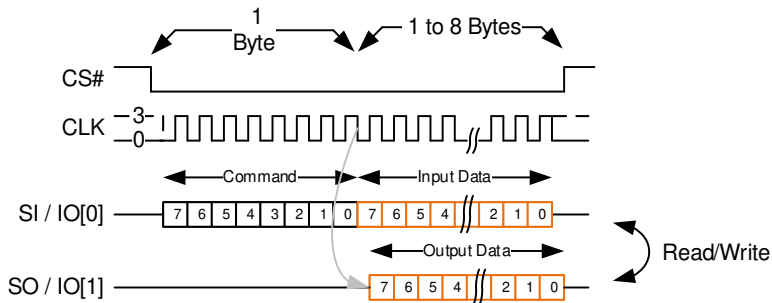 1
Byte
1 to 8 Bytes
CS#
CLK
3
0
Command
Input Data
SI / IO[0]
7 6 5 4 3 2 1 0 7 6 5 4 2 1 0
Output Data
Read/Write
SO / IO[1]
7 6 5 4 2 1 0